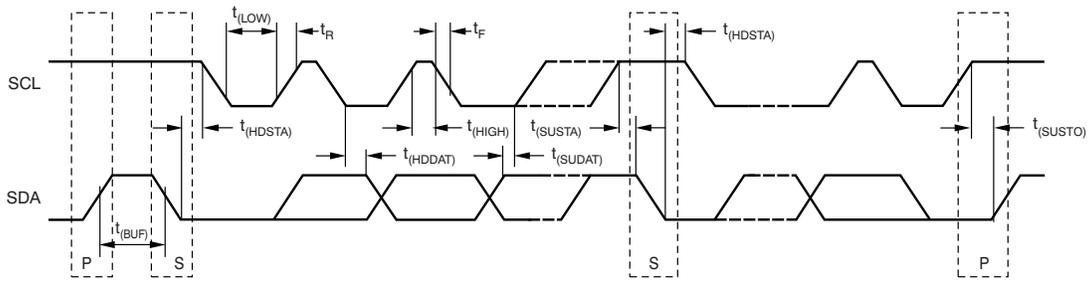 t(LOW)
tR
tF
t(HDSTA)
SCL
t(HDSTA)
t(HIGH)
t(SUSTA)
t(SUSTO)
t(HDDAT)
t(SUDAT)
SDA
t(BUF)
P
S
S
P